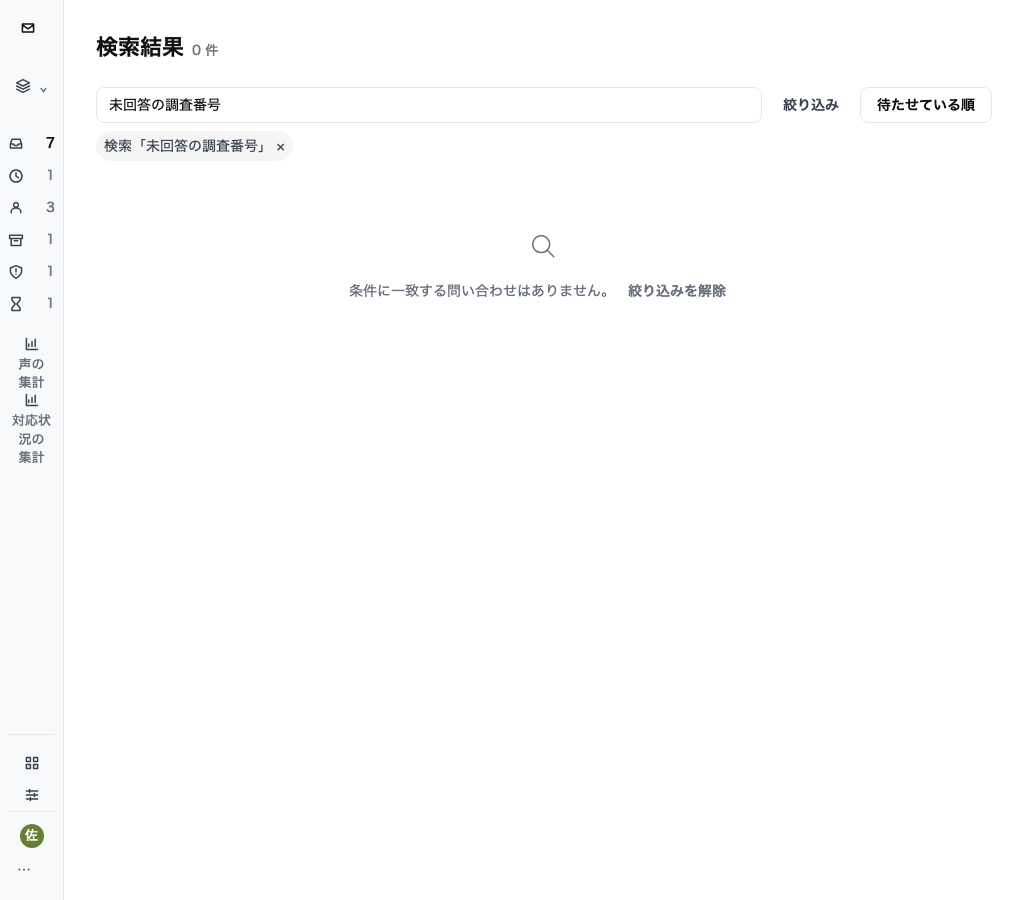 検索結果 0 件
未回答の調査番号
絞り込み
待たせている順
検索「未回答の調査番号」 ×
条件に一致する問い合わせはありません。 絞り込みを解除
7
1
3
1
1
1
声の
集計
対応状
況の
集計
佐
…